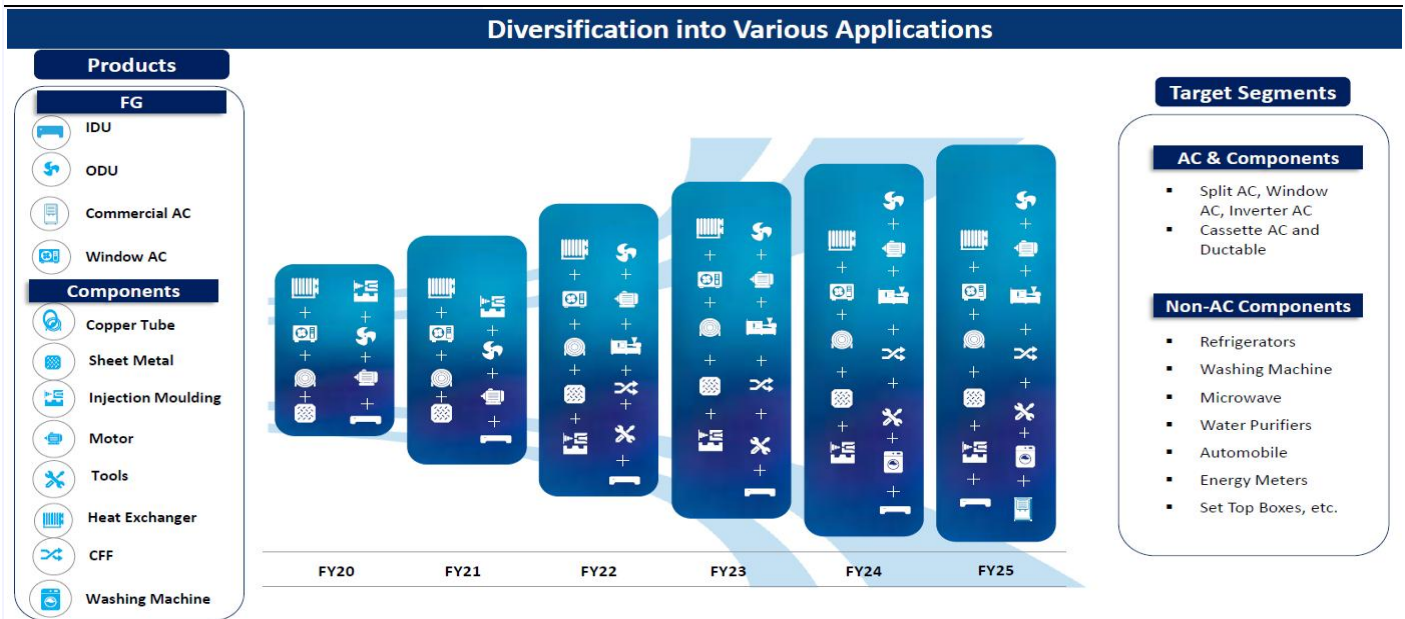 Diversification into Various Applications
Products
FG
IDU
ODU
Commercial AC
Window AC
Components
Copper Tube
Sheet Metal
Injection Moulding
Motor
Tools
Heat Exchanger
CFF
Washing Machine
FY20
FY21
FY22
FY23
FY24
FY25
Target Segments
AC & Components
▪ Split AC, Window
AC, Inverter AC
▪ Cassette AC and
Ductable
Non-AC Components
▪ Refrigerators
▪ Washing Machine
▪ Microwave
▪ Water Purifiers
▪ Automobile
▪ Energy Meters
▪ Set Top Boxes, etc.